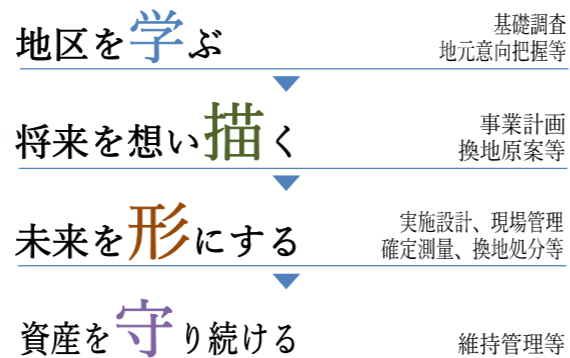 地区を学ぶ
基礎調査
地元意向把握等
将来を想い描く
事業計画
換地原案等
未来を形にする
実施設計、現場管理
確定測量、換地処分等
資産を守り続ける
維持管理等